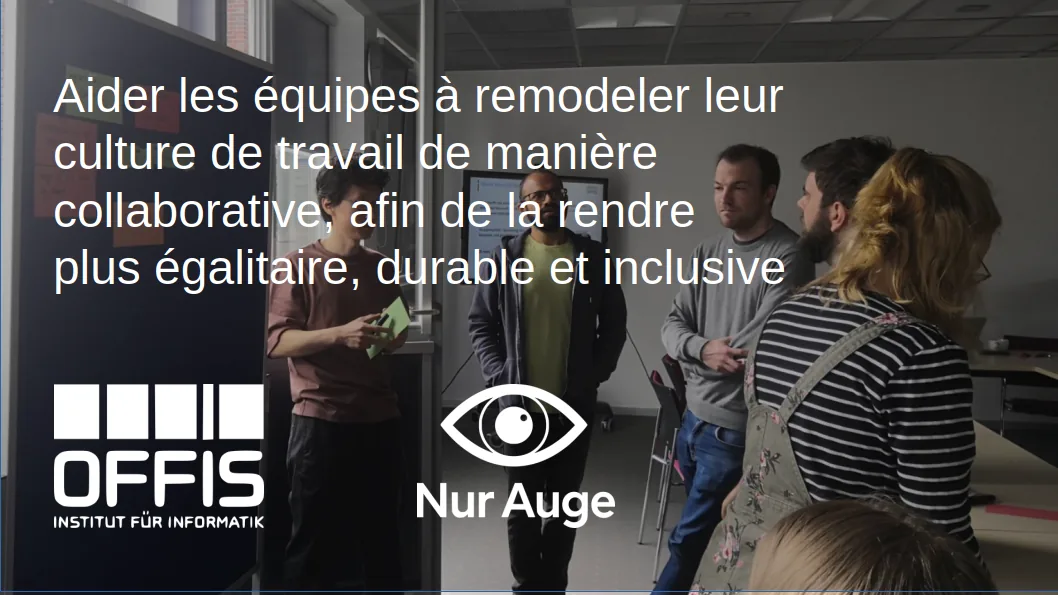 Aider les équipes à remodeler leur
culture de travail de manière
collaborative, afin de la rendre
plus égalitaire, durable et inclusive
OFFIS
INSTITUT FÜR INFORMATIK
Nur Auge